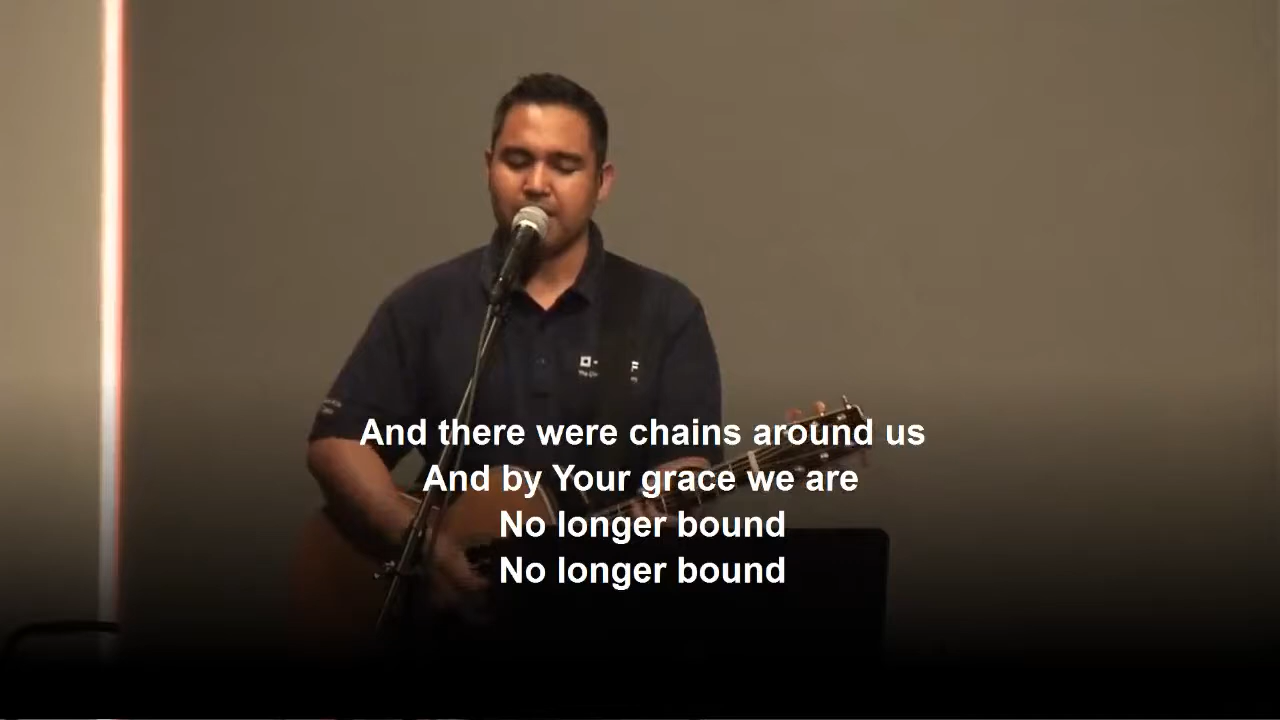 And there were chains around us
And by Your grace we are
No longer bound
No longer bound